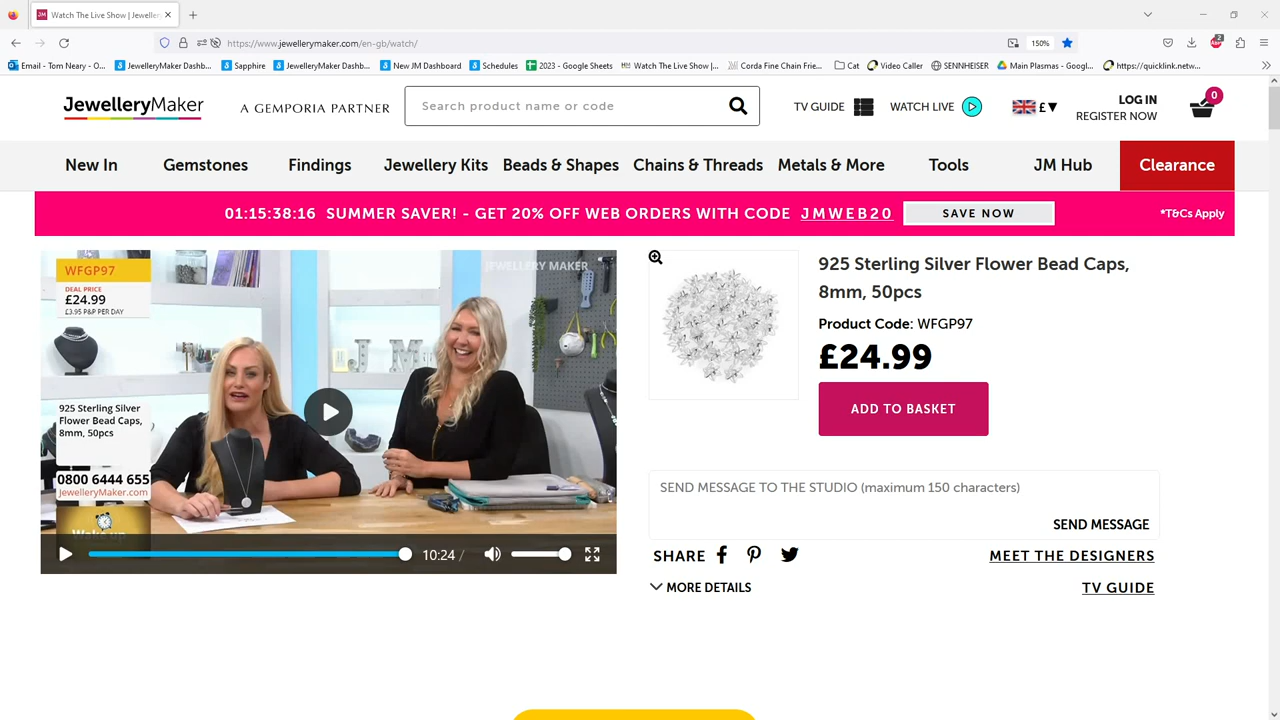 Watch The Live Show | Jeweller
https://www.jewellerymaker.com/en-gb/watch/
150%
2
Email - Tom Neary - O...
JewelleryMaker Dashb...
Sapphire
JewelleryMaker Dashb...
New JM Dashboard
Schedules
2023 - Google Sheets
Watch The Live Show |...
Corda Fine Chain Frie...
Cat
Video Caller
SENNHEISER
Main Plasmas - Googl...
https://quicklink.netw...
JewelleryMaker
A GEMPORIA PARTNER
Search product name or code
TV GUIDE
WATCH LIVE
£▼
LOG IN
REGISTER NOW
0
New In
Gemstones
Findings
Jewellery Kits
Beads & Shapes
Chains & Threads
Metals & More
Tools
JM Hub
Clearance
01:15:38:16 SUMMER SAVER! - GET 20% OFF WEB ORDERS WITH CODE JMWEB20
SAVE NOW
*T&Cs Apply
WFGP97
DEAL PRICE
£24.99
£3.95 P&P PER DAY
JEWELLERY MAKER
JM
925 Sterling Silver
Flower Bead Caps,
8mm, 50pcs
0800 6444 655
JewelleryMaker.com
Wake up
10:24 /
925 Sterling Silver Flower Bead Caps,
8mm, 50pcs
Product Code: WFGP97
£24.99
ADD TO BASKET
SEND MESSAGE TO THE STUDIO (maximum 150 characters)
SEND MESSAGE
SHARE
MEET THE DESIGNERS
MORE DETAILS
TV GUIDE